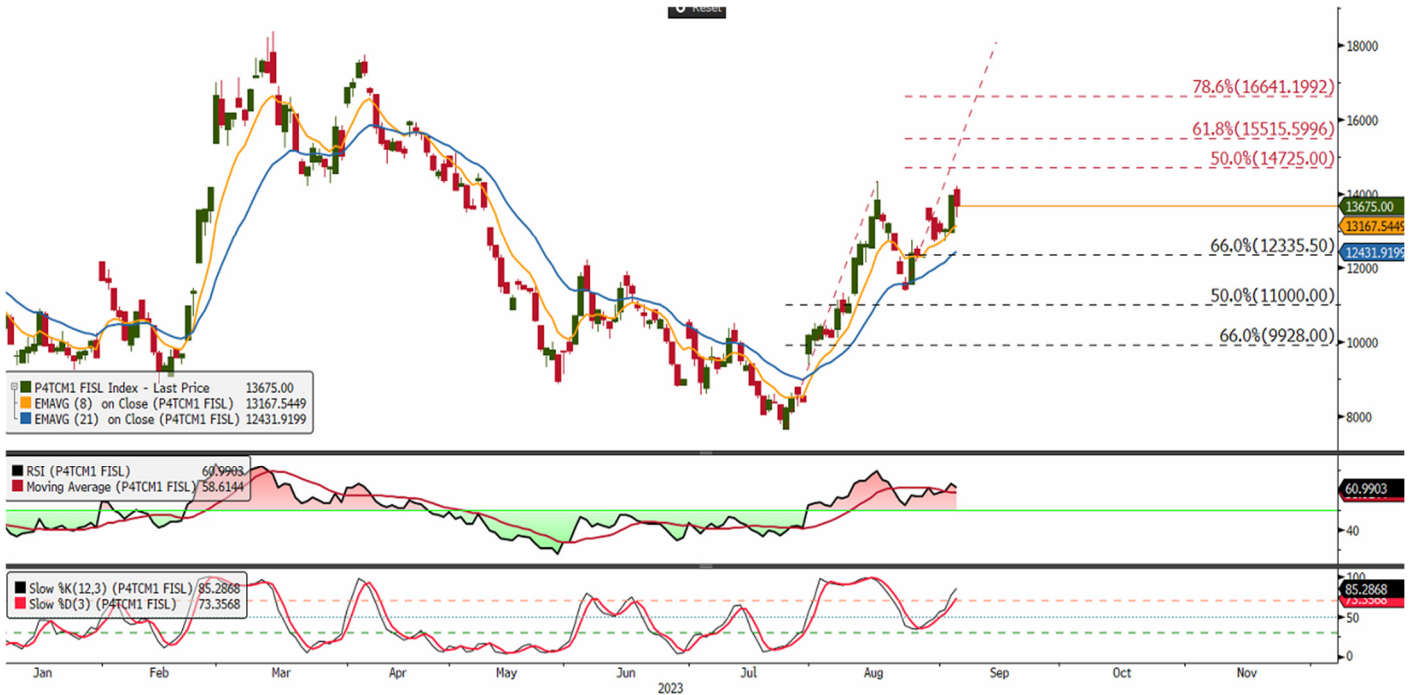 Reset
18000
78.6%(16641.1992)
16000
61.8%(15515.5996)
50.0%(14725.00)
14000
13675.00
13167.5449
66.0%(12335.50)
12431.9199
12000
50.0%(11000.00)
66.0%(9928.00)
10000
8000
P4TCM1 FISL Index - Last Price 13675.00
EMAVG (8) on Close (P4TCM1 FISL) 13167.5449
EMAVG (21) on Close (P4TCM1 FISL) 12431.9199
RSI (P4TCM1 FISL) 60.9903
Moving Average (P4TCM1 FISL) 58.6144
60.9903
40
Slow %K(12,3) (P4TCM1 FISL) 85.2868
Slow %D(3) (P4TCM1 FISL) 73.3568
100
85.2868
73.3568
50
0
Jan Feb Mar Apr May Jun Jul Aug Sep Oct Nov
2023